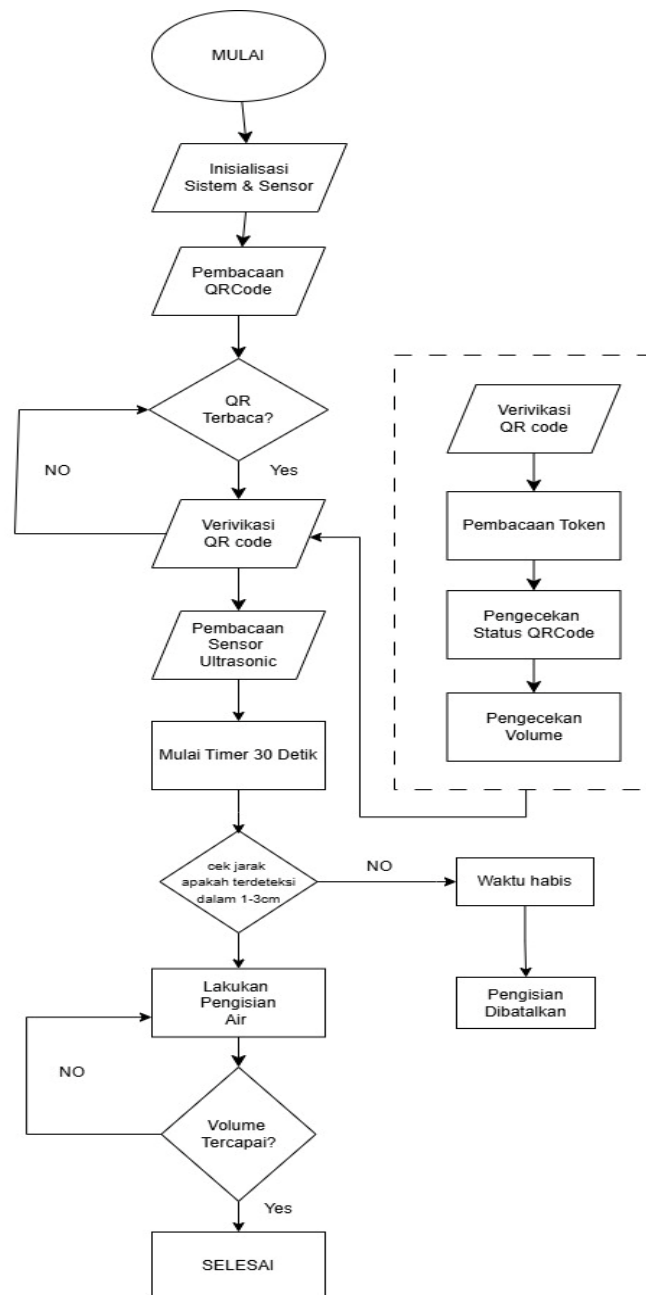 MULAI
Inisialisasi
Sistem & Sensor
Pembacaan
QRCode
QR
Terbaca?
NO
Yes
Verivikasi
QR code
Pembacaan
Sensor
Ultrasonic
Mulai Timer 30 Detik
cek jarak
apakah terdeteksi
dalam 1-3cm
NO
Waktu habis
Pengisian
Dibatalkan
Lakukan
Pengisian
Air
NO
Volume
Tercapai?
Yes
SELESAI
Verivikasi
QR code
Pembacaan Token
Pengecekan
Status QRCode
Pengecekan
Volume